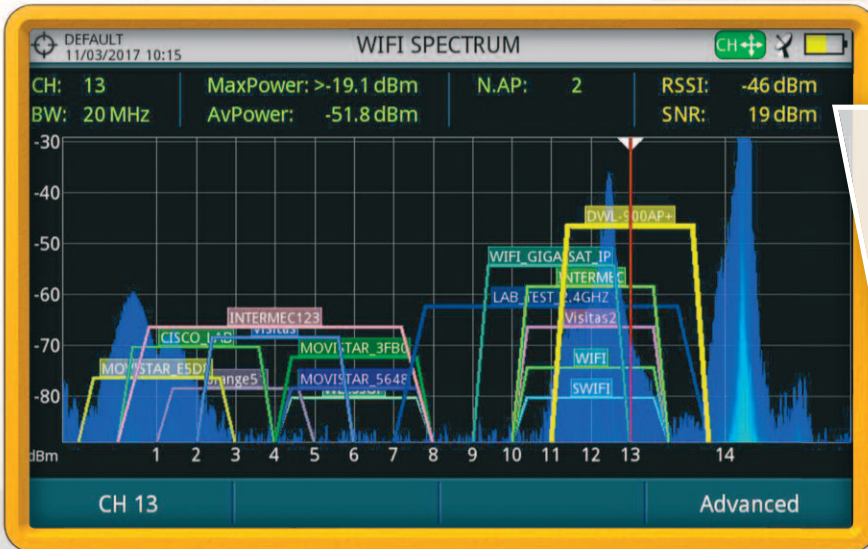 DEFAULT
11/03/2017 10:15
WIFI SPECTRUM
CH
CH: 13
MaxPower: >-19.1 dBm
N.AP: 2
RSSI: -46 dBm
BW: 20 MHz
AvPower: -51.8 dBm
SNR: 19 dBm
-30
-40
-50
-60
-70
-80
DWL-900AP+
WIFI_GIGA/SAT_IP
INTERMEC
LAB_TEST_2.4GHZ
INTERMEC123
Visitas2
Visitas
CISCO_LAB
MOVISTAR_3FB0
WIFI
MOVISTAR_E5D
MOVISTAR_5648
SWIFI
dBm
1 2 3 4 5 6 7 8 9 10 11 12 13 14
CH 13
Advanced